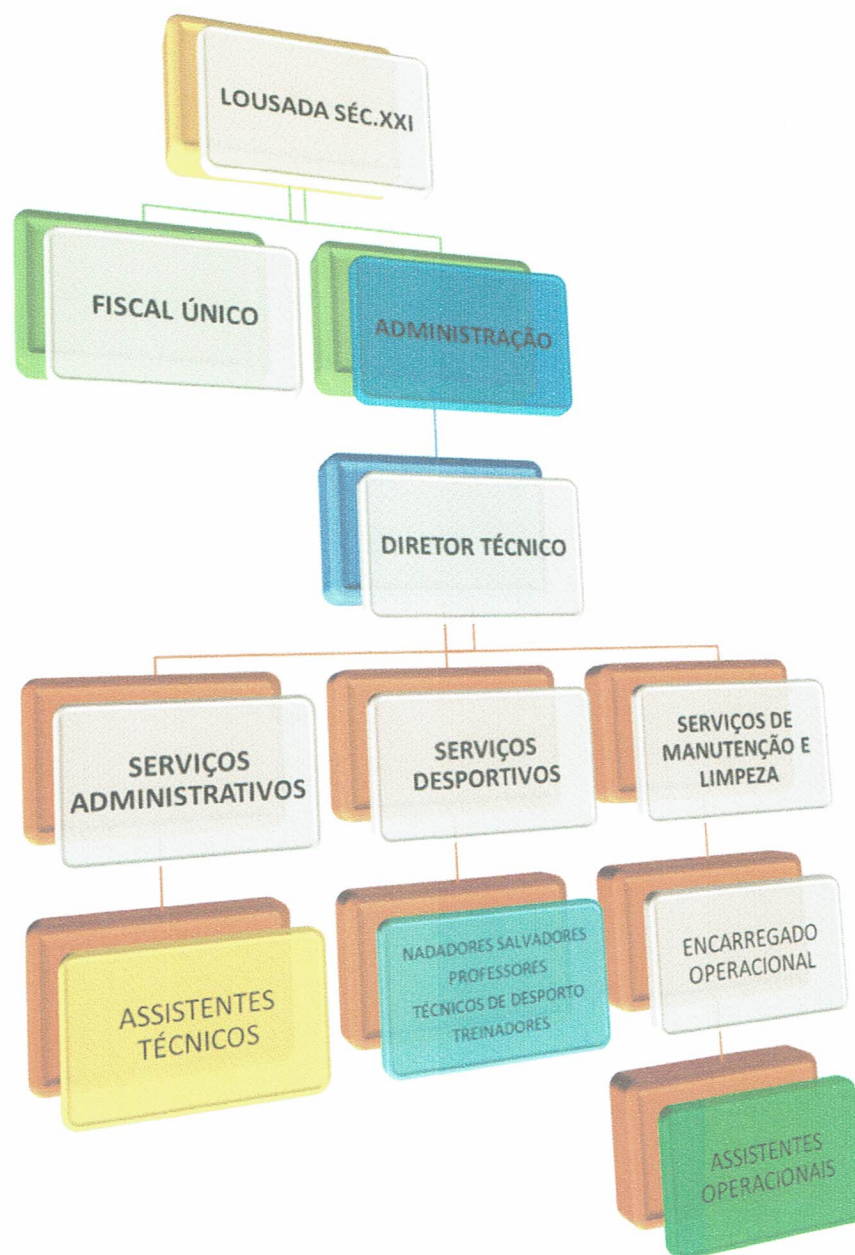 LOUSADA SÉC.XXI
FISCAL ÚNICO
ADMINISTRAÇÃO
DIRETOR TÉCNICO
SERVIÇOS
ADMINISTRATIVOS
SERVIÇOS
DESPORTIVOS
SERVIÇOS DE
MANUTENÇÃO E
LIMPEZA
ASSISTENTES
TÉCNICOS
NADADORES SALVADORES
PROFESSORES
TÉCNICOS DE DESPORTO
TREINADORES
ENCARREGADO
OPERACIONAL
ASSISTENTES
OPERACIONAIS